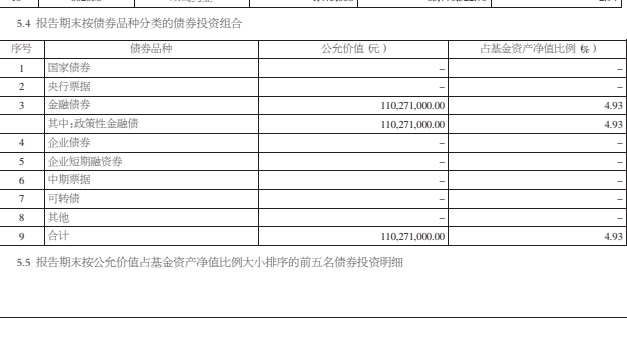 5.4 报告期末按债券品种分类的债券投资组合
序号 债券品种 公允价值(元) 占基金资产净值比例(%)
1 国家债券 – –
2 央行票据 – –
3 金融债券 110,271,000.00 4.93
其中:政策性金融债 110,271,000.00 4.93
4 企业债券 – –
5 企业短期融资券 – –
6 中期票据 – –
7 可转债 – –
8 其他 – –
9 合计 110,271,000.00 4.93
5.5 报告期末按公允价值占基金资产净值比例大小排序的前五名债券投资明细